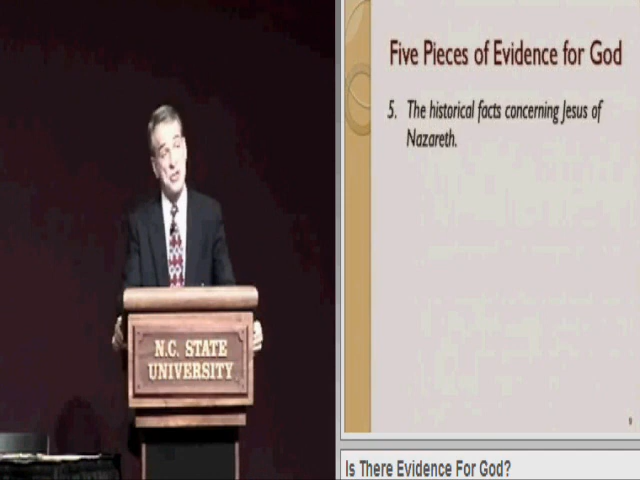 Five Pieces of Evidence for God
5. The historical facts concerning Jesus of
Nazareth.
N.C. STATE
UNIVERSITY
Is There Evidence For God?